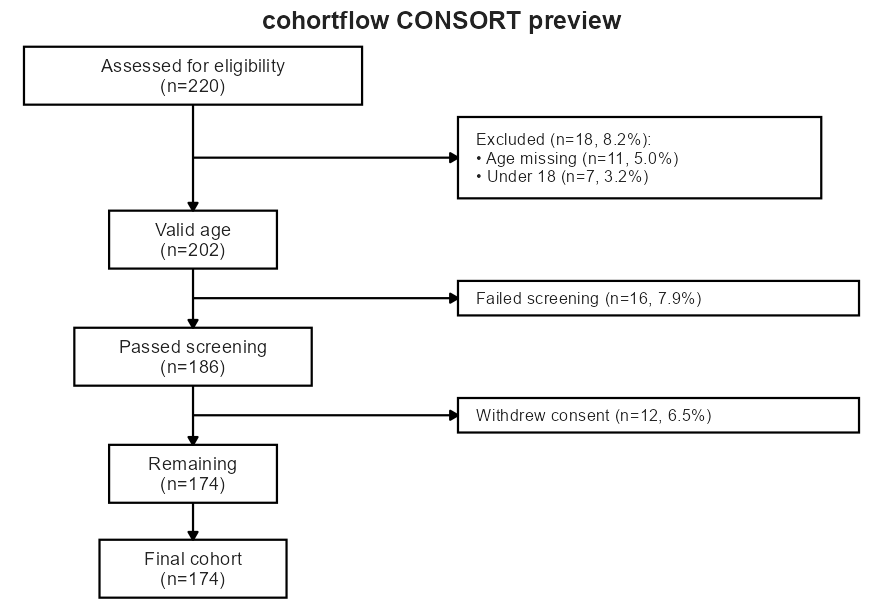 cohortflow CONSORT preview
Assessed for eligibility
(n=220)
Excluded (n=18, 8.2%):
• Age missing (n=11, 5.0%)
• Under 18 (n=7, 3.2%)
Valid age
(n=202)
Failed screening (n=16, 7.9%)
Passed screening
(n=186)
Withdrew consent (n=12, 6.5%)
Remaining
(n=174)
Final cohort
(n=174)